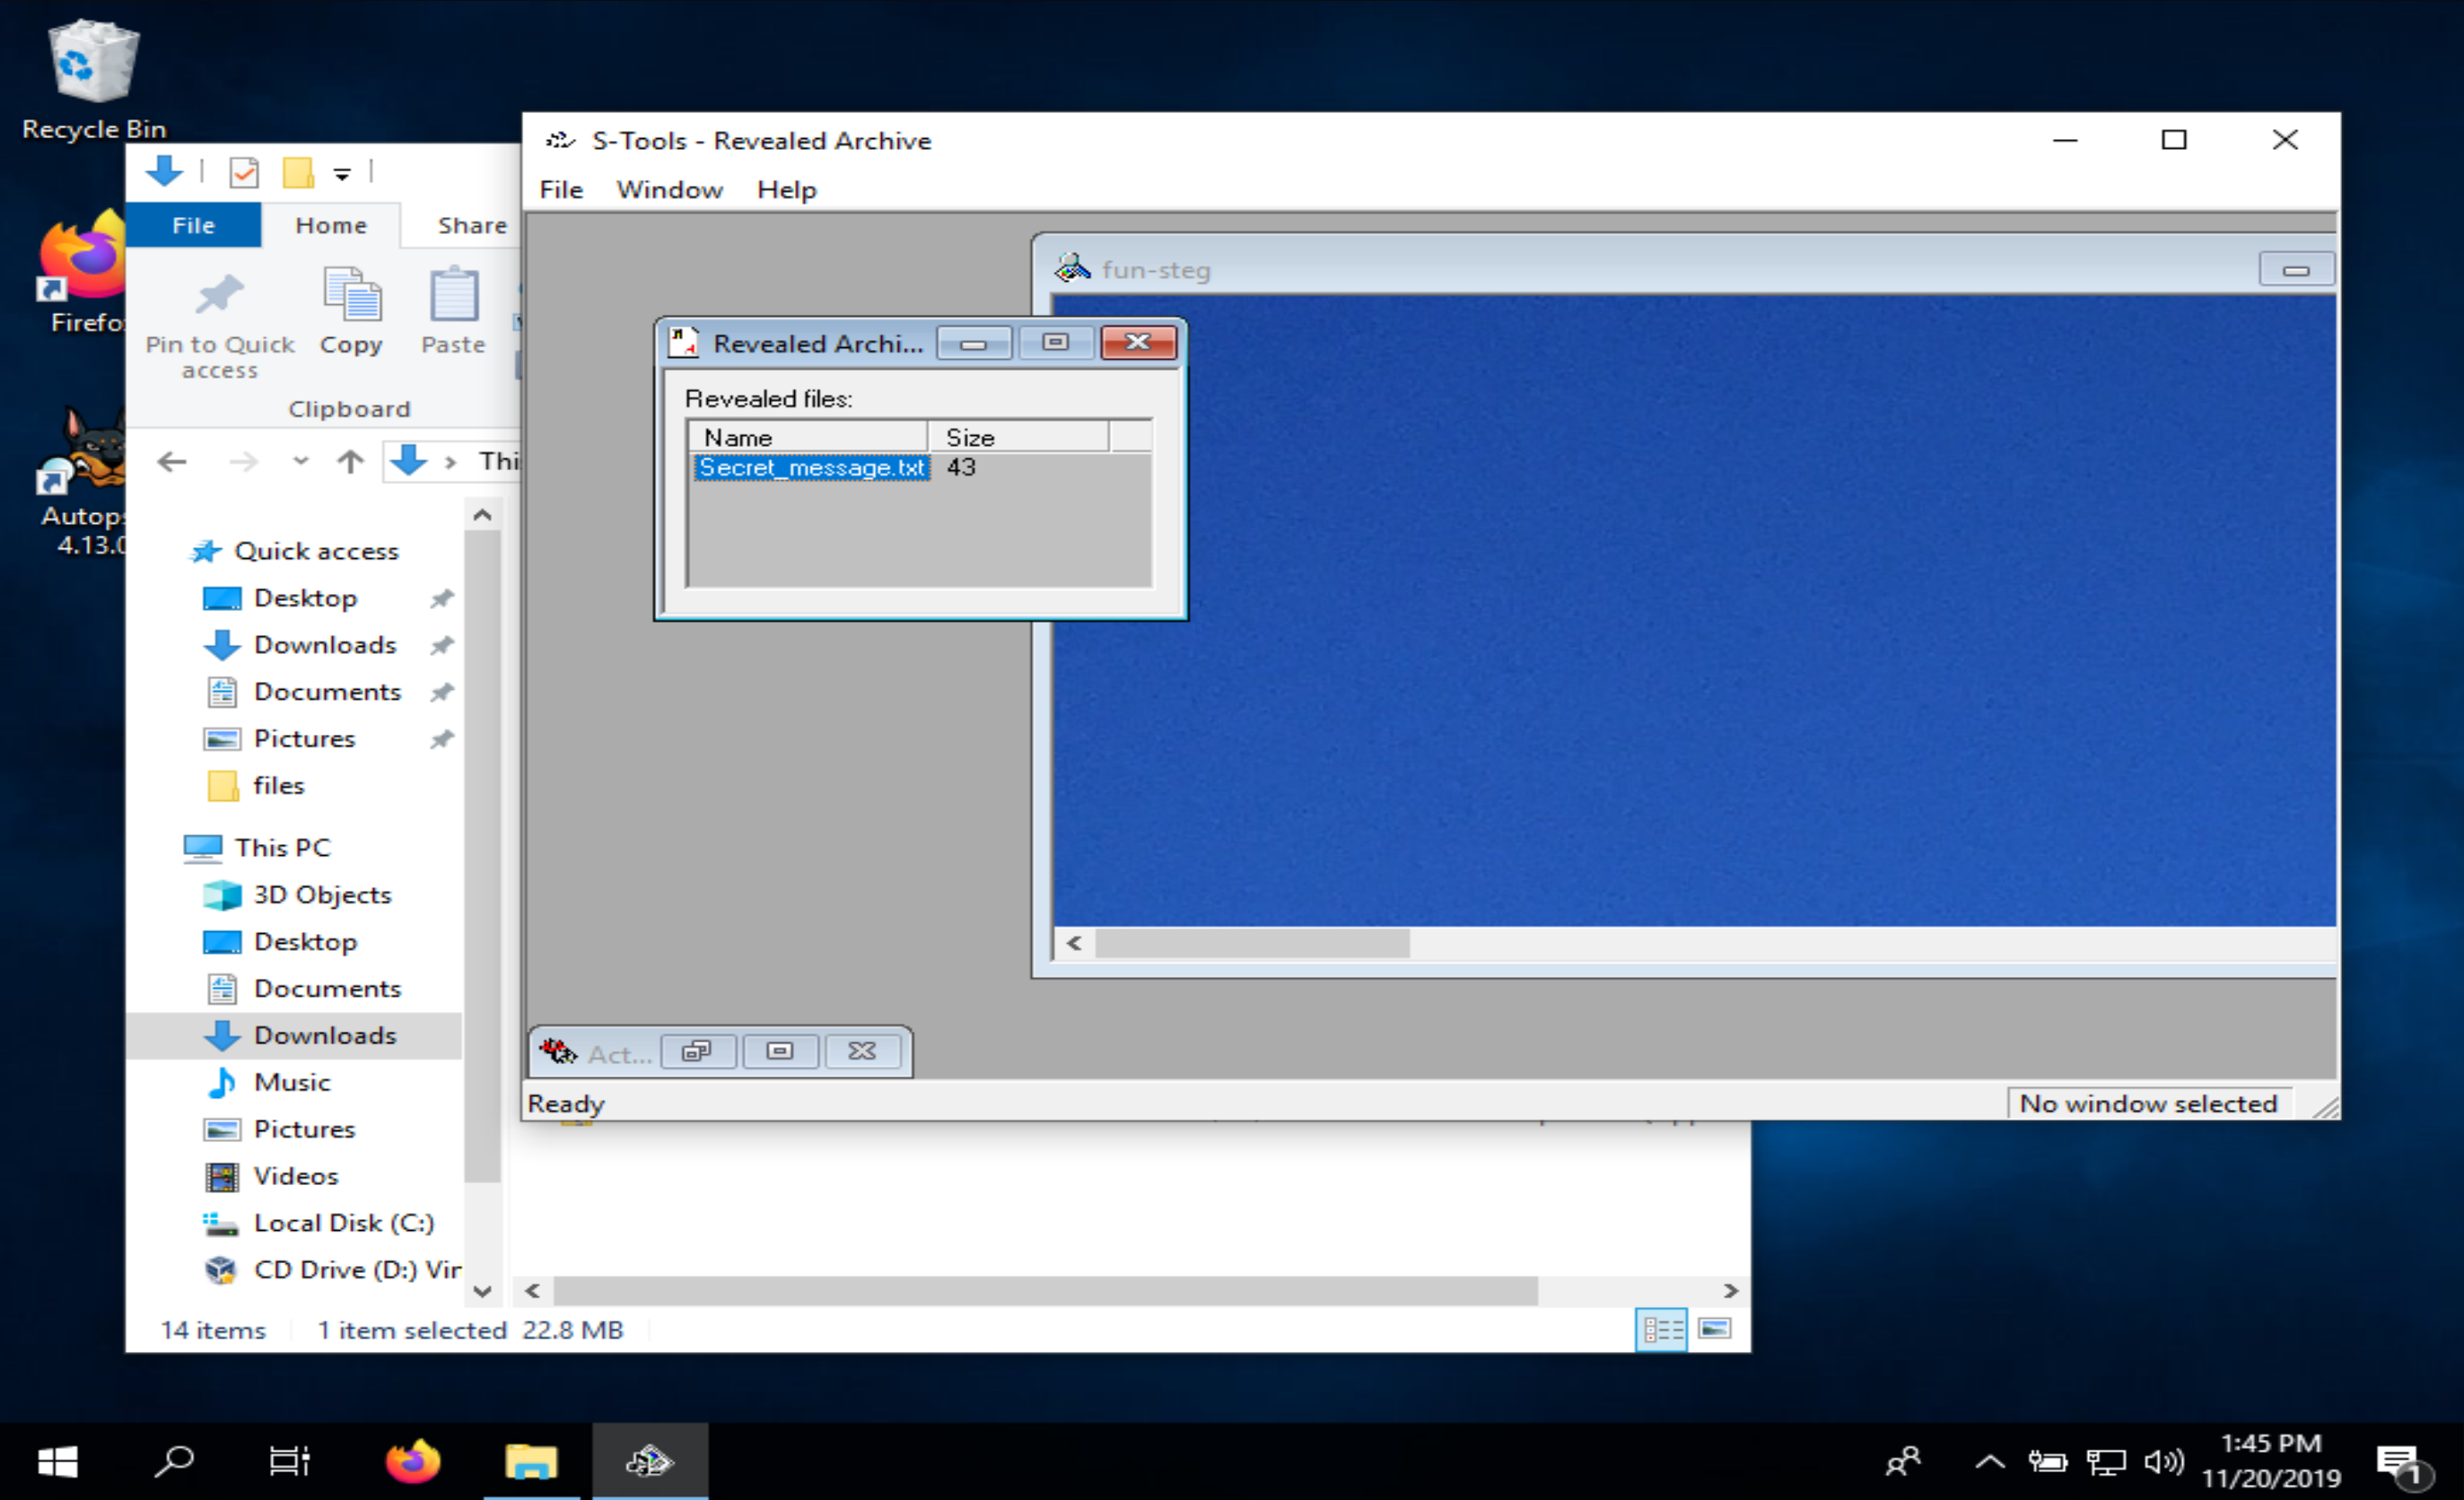 Recycle Bin
Firefo
Autop
4.13.0
File
Home
Share
Pin to Quick
access
Copy
Paste
Clipboard
Thi
Quick access
Desktop
Downloads
Documents
Pictures
files
This PC
3D Objects
Desktop
Documents
Downloads
Music
Pictures
Videos
Local Disk (C:)
CD Drive (D:) Vir
14 items
1 item selected 22.8 MB
S-Tools - Revealed Archive
File Window Help
fun-steg
Revealed Archi...
Revealed files:
Name Size
Secret_message.txt 43
Act...
Ready
No window selected
1:45 PM
11/20/2019
1